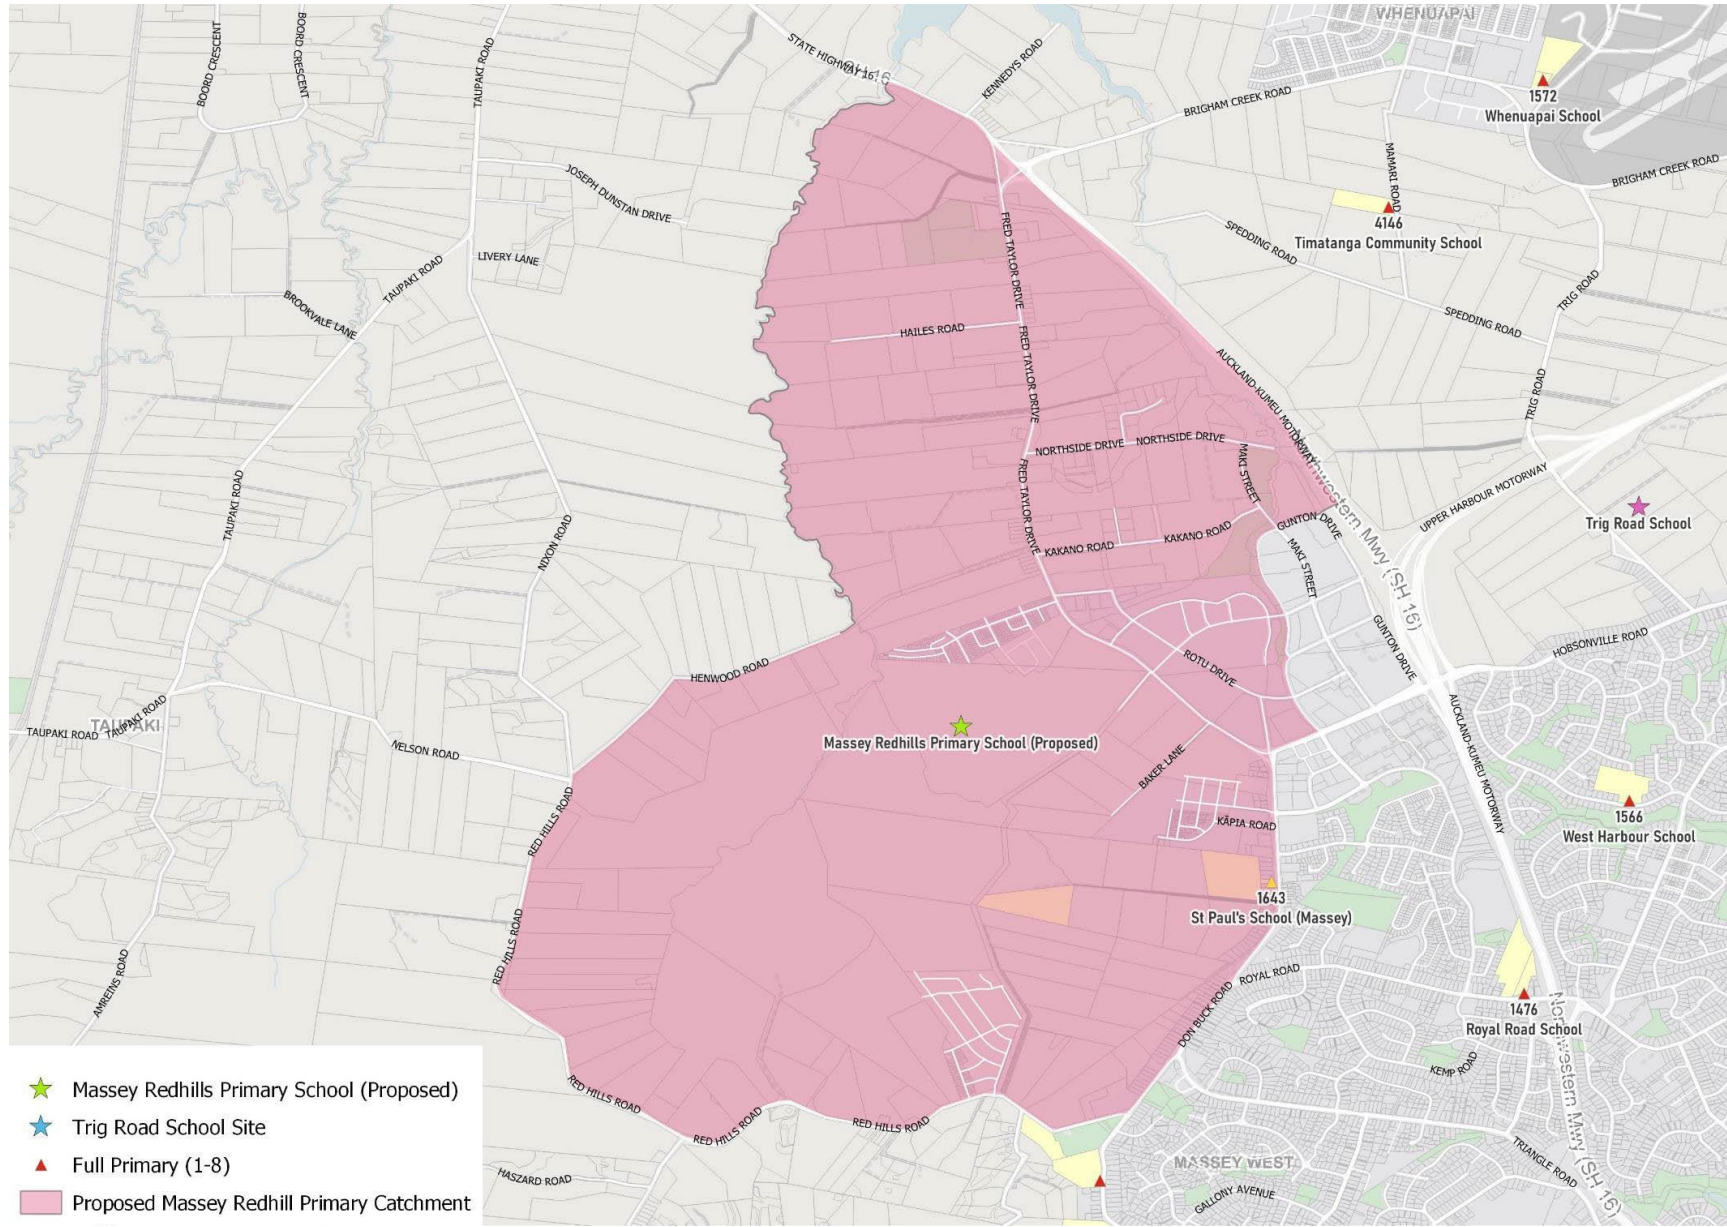 WHENUAPAI
BOORD CRESCENT
BOORD CRESCENT
TAUPAKI ROAD
STATE HIGHWAY 16
SH 16
KENNEDYS ROAD
BRIGHAM CREEK ROAD
1572
Whenuapai School
MAMARI ROAD
BRIGHAM CREEK ROAD
JOSEPH DUNSTAN DRIVE
4146
Timatanga Community School
FRED TAYLOR DRIVE
SPEDDING ROAD
LIVERY LANE
TAUPAKI ROAD
TRIG ROAD
BROOKVALE LANE
HAILES ROAD
SPEDDING ROAD
FRED TAYLOR DRIVE
AUCKLAND-KUMEU MOTORWAY
TRIG ROAD
NORTHSIDE DRIVE
NORTHSIDE DRIVE
MAKI STREET
Northwestern Mwy (SH 16)
FRED TAYLOR DRIVE
UPPER HARBOUR MOTORWAY
TAUPAKI ROAD
Trig Road School
NIXON ROAD
KAKANO ROAD
KAKANO ROAD
GUNTON DRIVE
MAKI STREET
GUNTON DRIVE
HOBSONVILLE ROAD
HENWOOD ROAD
ROTU DRIVE
TAUPAKI
TAUPAKI ROAD
TAUPAKI ROAD
NELSON ROAD
Massey Redhills Primary School (Proposed)
BAKER LANE
AUCKLAND-KUMEU MOTORWAY
RED HILLS ROAD
KĀPIA ROAD
1566
West Harbour School
1643
St Paul's School (Massey)
RED HILLS ROAD
AMREINS ROAD
ROYAL ROAD
DON BUCK ROAD
1476
Royal Road School
Northwestern Mwy (SH 16)
KEMP ROAD
RED HILLS ROAD
RED HILLS ROAD
RED HILLS ROAD
HASZARD ROAD
MASSEY WEST
GALLONY AVENUE
TRIANGLE ROAD
Massey Redhills Primary School (Proposed)
Trig Road School Site
Full Primary (1-8)
Proposed Massey Redhill Primary Catchment